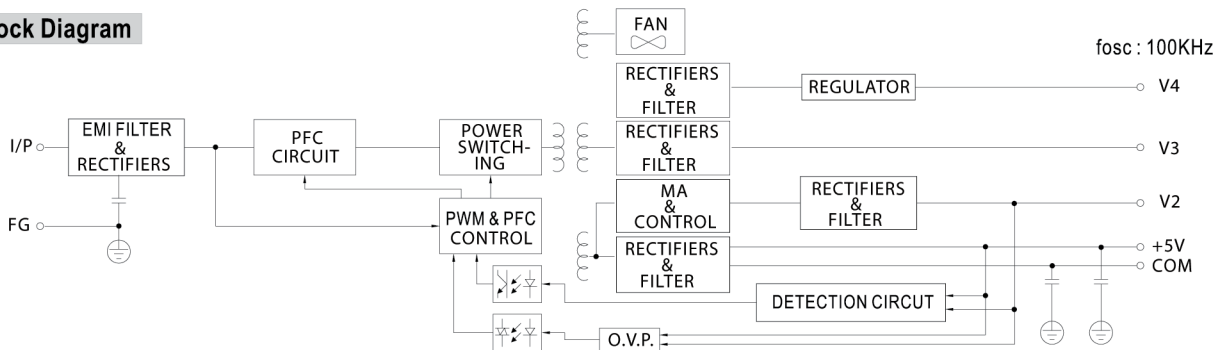 ock Diagram
fosc : 100KHz
FAN
RECTIFIERS
&
FILTER
REGULATOR
V4
I/P
EMI FILTER
&
RECTIFIERS
PFC
CIRCUIT
POWER
SWITCH-
ING
RECTIFIERS
&
FILTER
V3
FG
PWM & PFC
CONTROL
MA
&
CONTROL
RECTIFIERS
&
FILTER
V2
RECTIFIERS
&
FILTER
+5V
COM
DETECTION CIRCUT
O.V.P.